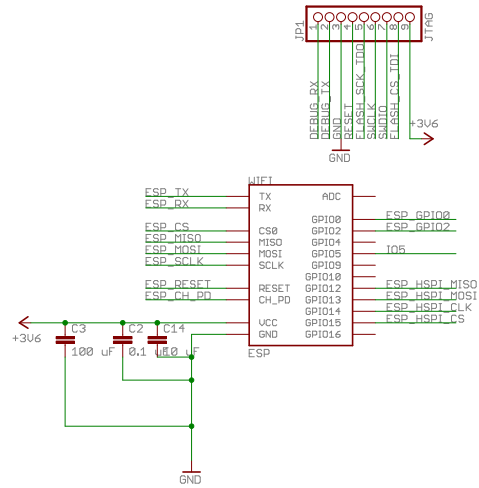 JP1
1 2 3 4 5 6 7 8 9
JTAG
DEBUG_RX
DEBUG_TX
GND
RESET
FLASH_SCK_TDO
SWCLK
SWDIO
FLASH_CS_TDI
+3V6
GND
WIFI
ESP_TX TX ADC
ESP_RX RX
GPIO0 ESP_GPIO0
ESP_CS CS0 GPIO2 ESP_GPIO2
ESP_MISO MISO GPIO4
ESP_MOSI MOSI GPIO5 IO5
ESP_SCLK SCLK GPIO9
GPIO10
ESP_RESET RESET GPIO12 ESP_HSPI_MISO
ESP_CH_PD CH_PD GPIO13 ESP_HSPI_MOSI
GPIO14 ESP_HSPI_CLK
VCC GPIO15 ESP_HSPI_CS
GND GPIO16
ESP
+3V6
C3 C2 C14
100 uF 0.1 uF 10 uF
GND